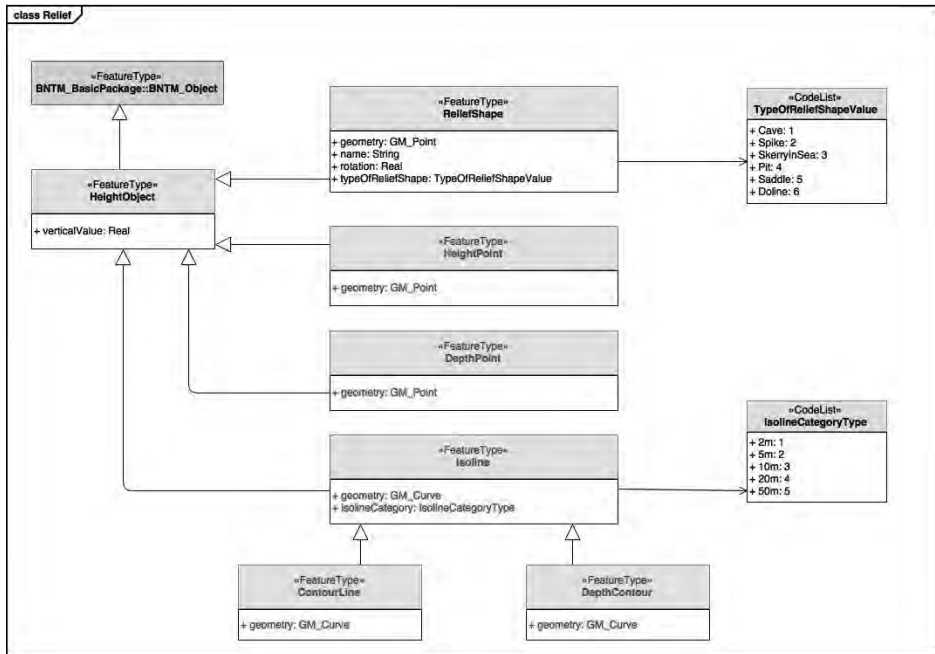 class Relief
«FeatureType»
BNTM_BasicPackage::BNTM_Object
«FeatureType»
HeightObject
+ verticalValue: Real
«FeatureType»
ReliefShape
+ geometry: GM_Point
+ name: String
+ rotation: Real
+ typeOfReliefShape: TypeOfReliefShapeValue
«CodeList»
TypeOfReliefShapeValue
+ Cave: 1
+ Spike: 2
+ SkerryinSea: 3
+ Pit: 4
+ Saddle: 5
+ Doline: 6
«FeatureType»
HeightPoint
+ geometry: GM_Point
«FeatureType»
DepthPoint
+ geometry: GM_Point
«FeatureType»
Isoline
+ geometry: GM_Curve
+ isolineCategory: IsolineCategoryType
«CodeList»
IsolineCategoryType
+ 2m: 1
+ 5m: 2
+ 10m: 3
+ 20m: 4
+ 50m: 5
«FeatureType»
ContourLine
+ geometry: GM_Curve
«FeatureType»
DepthContour
+ geometry: GM_Curve